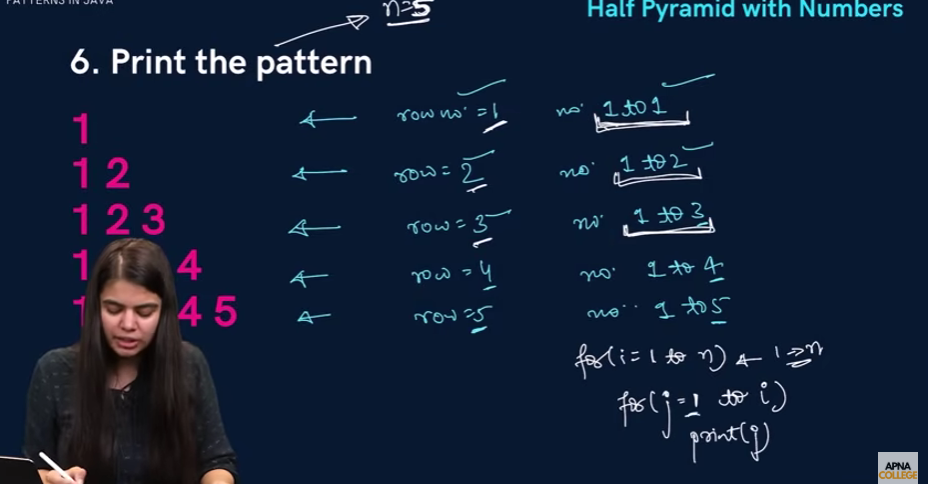 PATTERNS IN JAVA
n=5
Half Pyramid with Numbers
6. Print the pattern
1 row no. = 1 no. 1 to 1
1 2 row = 2 no. 1 to 2
1 2 3 row = 3 no. 1 to 3
1 4 row = 4 no. 1 to 4
1 4 5 row = 5 no. 1 to 5
for(i = 1 to n) ← 1 => n
for(j = 1 to i)
print(j)
APNA
COLLEGE